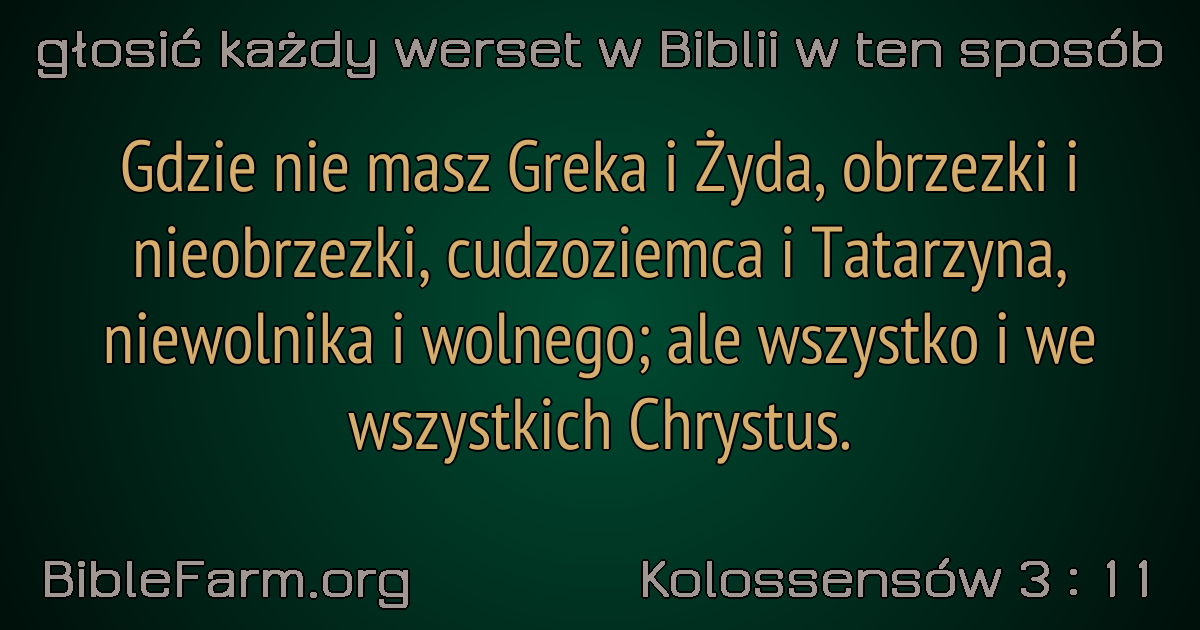 głosić każdy werset w Biblii w ten sposób
Gdzie nie masz Greka i Żyda, obrzezki i
nieobrzezki, cudzoziemca i Tatarzyna,
niewolnika i wolnego; ale wszystko i we
wszystkich Chrystus.
BibleFarm.org
Kolossensów 3 : 11